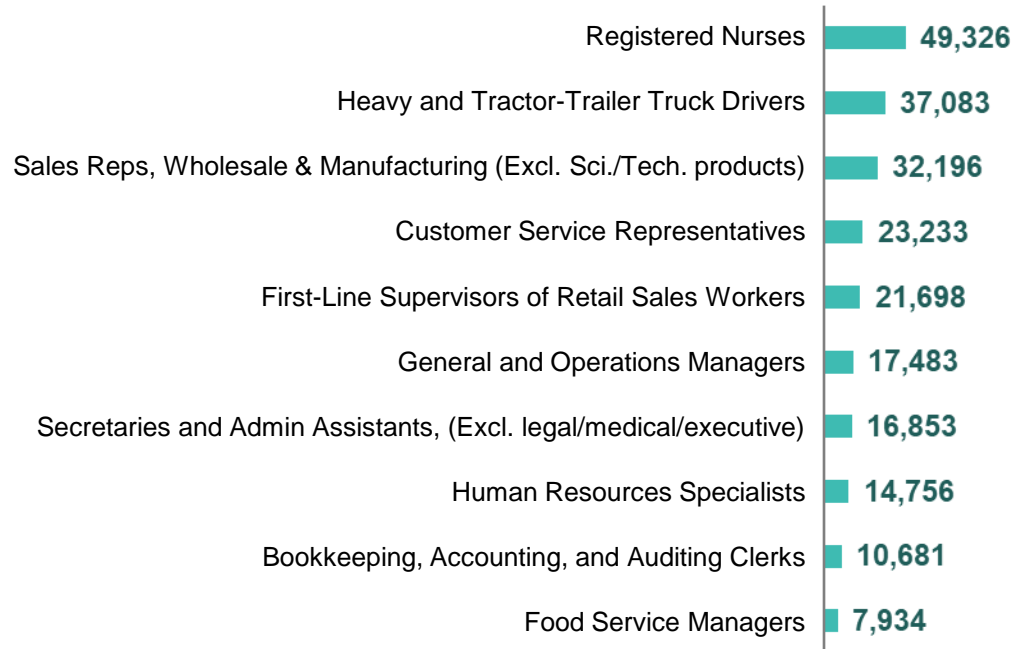 Registered Nurses 49,326
Heavy and Tractor-Trailer Truck Drivers 37,083
Sales Reps, Wholesale & Manufacturing (Excl. Sci./Tech. products) 32,196
Customer Service Representatives 23,233
First-Line Supervisors of Retail Sales Workers 21,698
General and Operations Managers 17,483
Secretaries and Admin Assistants, (Excl. legal/medical/executive) 16,853
Human Resources Specialists 14,756
Bookkeeping, Accounting, and Auditing Clerks 10,681
Food Service Managers 7,934